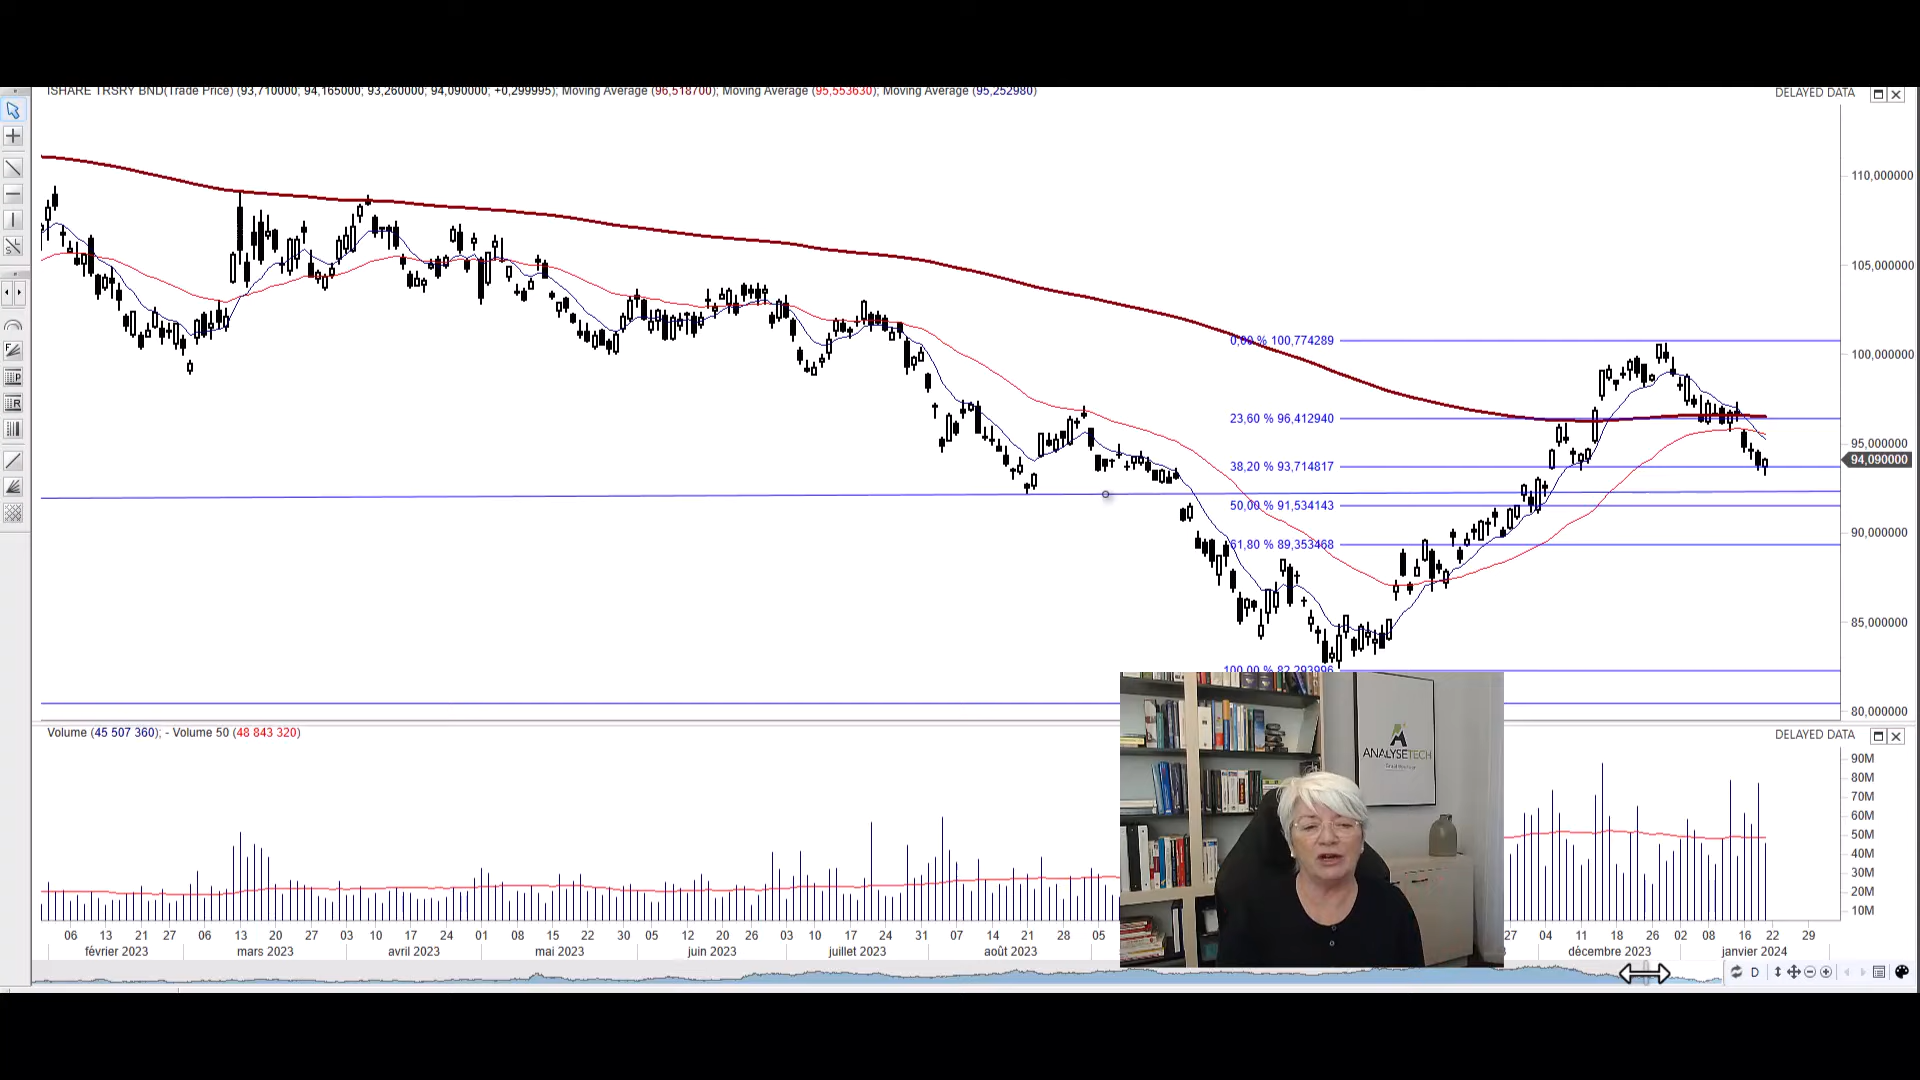 ISHARE TRSRY BND(Trade Price) (93,710000; 94,165000; 93,260000; 94,090000; +0,299995); Moving Average (96,518700); Moving Average (95,553630); Moving Average (95,252980)
DELAYED DATA
110,000000
105,000000
0,00 % 100,774289
100,000000
23,60 % 96,412940
95,000000
94,090000
38,20 % 93,714817
50,00 % 91,534143
90,000000
61,80 % 89,353468
85,000000
100,00 % 82,293996
80,000000
Volume (45 507 360); - Volume 50 (48 843 320)
DELAYED DATA
90M
80M
70M
60M
50M
40M
30M
20M
10M
ANALYSETECH
06 13 21 27 06 13 21 27 03 10 17 24 01 08 15 22 30 05 12 20 26 03 10 17 24 31 07 14 21 28 05 27 04 11 18 26 02 08 16 22 29
février 2023 mars 2023 avril 2023 mai 2023 juin 2023 juillet 2023 août 2023 décembre 2023 janvier 2024
D